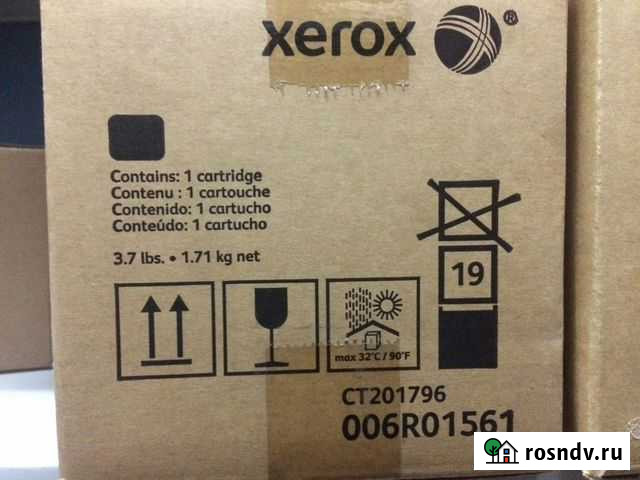 xerox ®
Contains: 1 cartridge
Contenu : 1 cartouche
Contenido: 1 cartucho
Conteúdo: 1 cartucho
3.7 lbs. • 1.71 kg net
19
max 32°C / 90°F
CT201796
006R01561
rosndv.ru